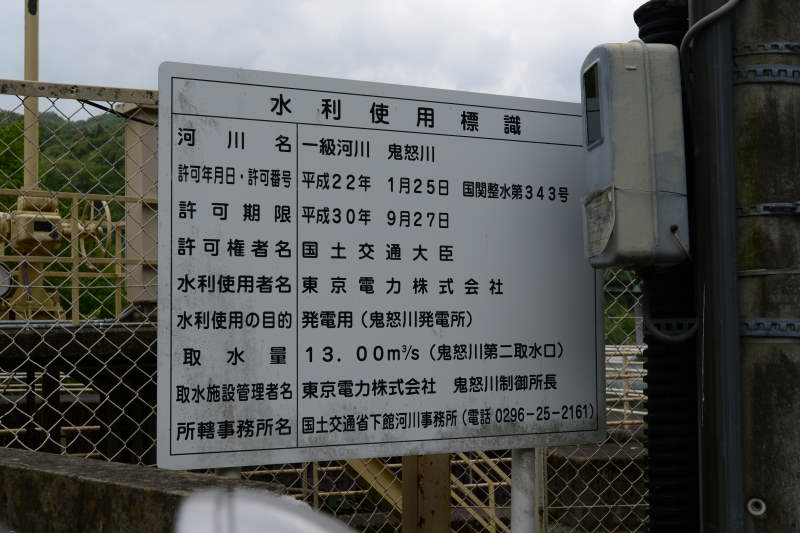 水利使用標識
河川名 一級河川 鬼怒川
許可年月日・許可番号 平成22年 1月25日 国関整水第343号
許可期限 平成30年 9月27日
許可権者名 国土交通大臣
水利使用者名 東京電力株式会社
水利使用の目的 発電用(鬼怒川発電所)
取水量 13.00m³/s(鬼怒川第二取水口)
取水施設管理者名 東京電力株式会社 鬼怒川制御所長
所轄事務所名 国土交通省下館河川事務所(電話 0296-25-2161)